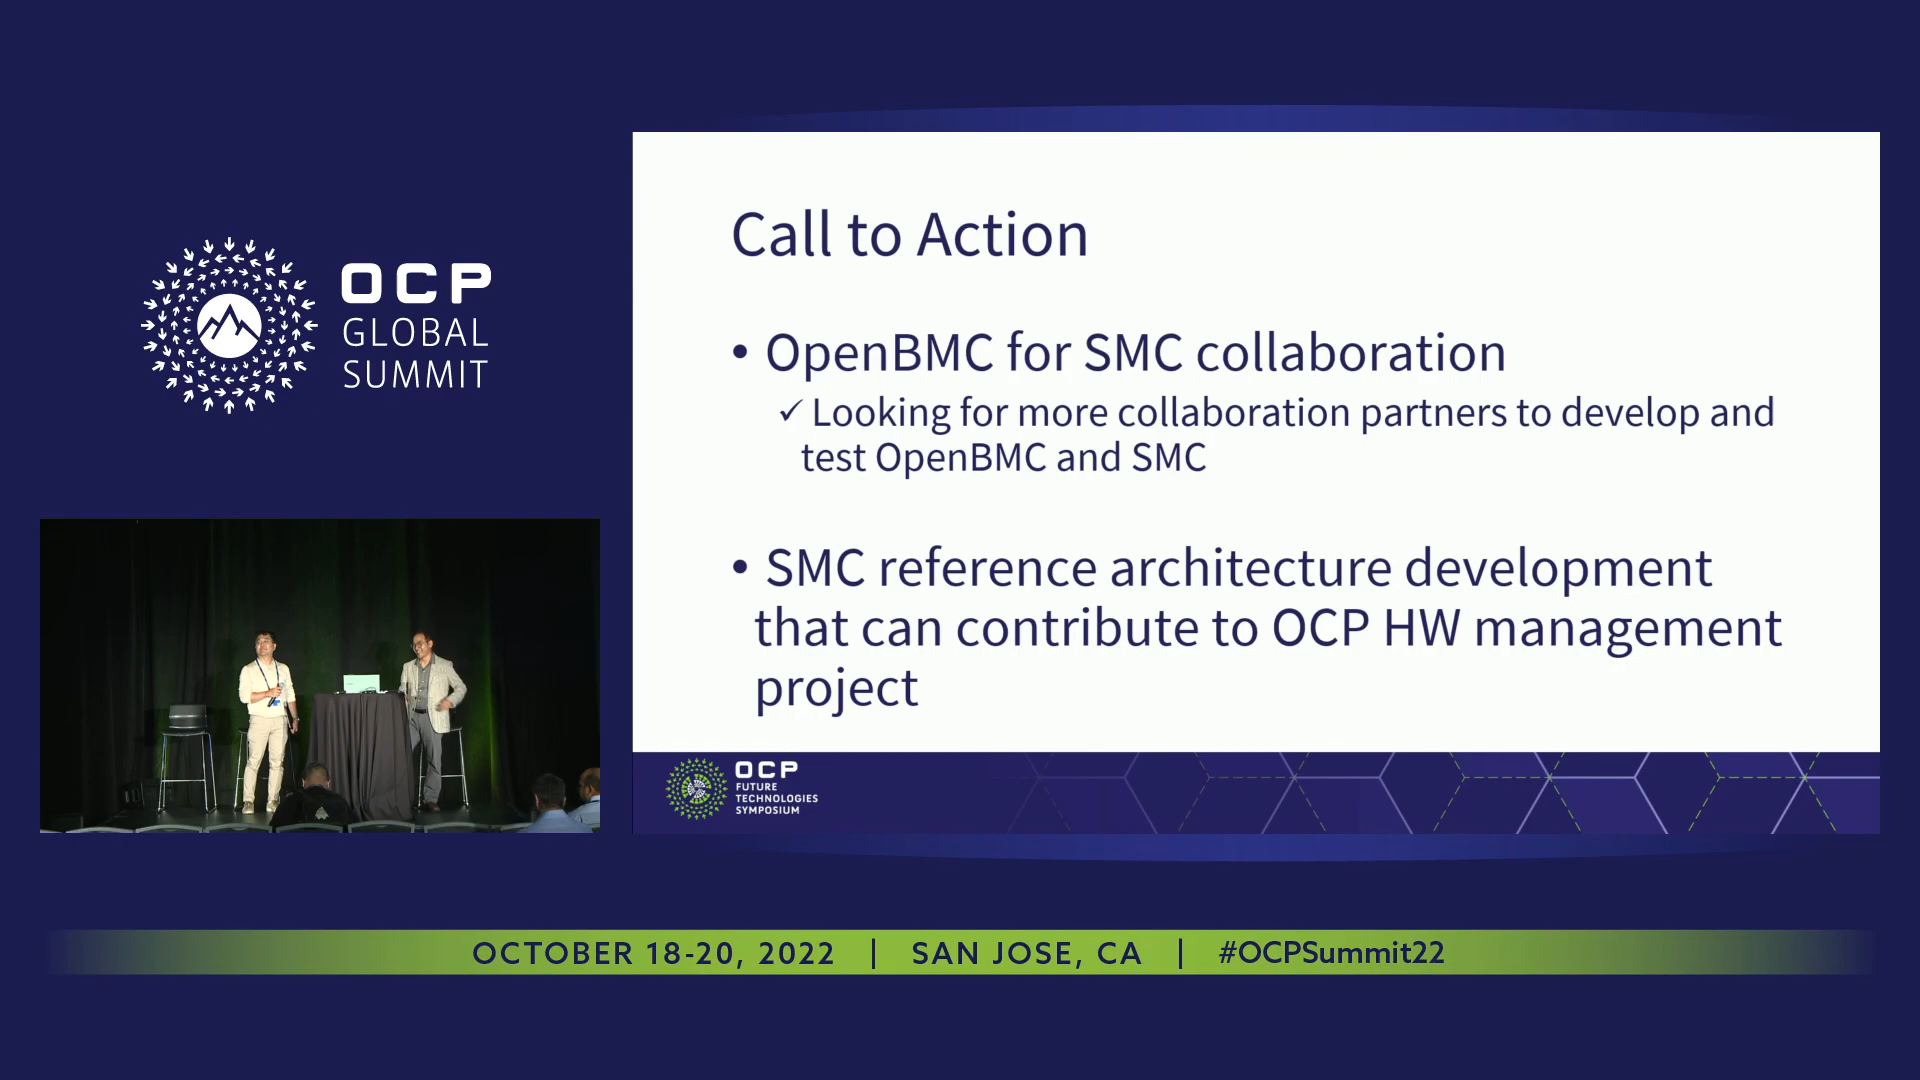 OCP
GLOBAL
SUMMIT
Call to Action
• OpenBMC for SMC collaboration
✓ Looking for more collaboration partners to develop and
test OpenBMC and SMC
• SMC reference architecture development
that can contribute to OCP HW management
project
OCP
FUTURE
TECHNOLOGIES
SYMPOSIUM
OCTOBER 18-20, 2022 | SAN JOSE, CA | #OCPSummit22